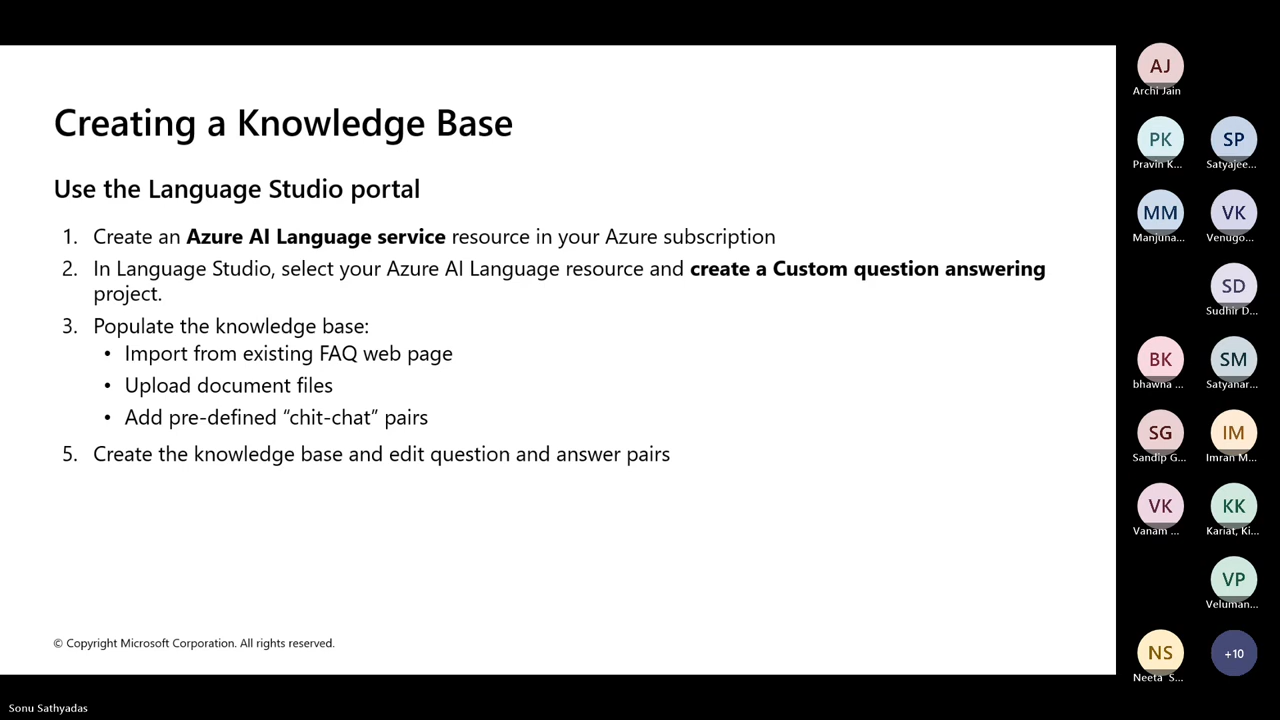 Creating a Knowledge Base
Use the Language Studio portal
1. Create an Azure AI Language service resource in your Azure subscription
2. In Language Studio, select your Azure AI Language resource and create a Custom question answering
project.
3. Populate the knowledge base:
• Import from existing FAQ web page
• Upload document files
• Add pre-defined “chit-chat” pairs
5. Create the knowledge base and edit question and answer pairs
© Copyright Microsoft Corporation. All rights reserved.
Sonu Sathyadas
AJ
Archi Jain
PK
Pravin K...
SP
Satyajee...
MM
Manjuna...
VK
Venugo...
SD
Sudhir D...
BK
bhawna ...
SM
Satyanar...
SG
Sandip G...
IM
Imran M...
VK
Vanam ...
KK
Kariat, Ki...
VP
Veluman...
NS
Neeta S...
+10